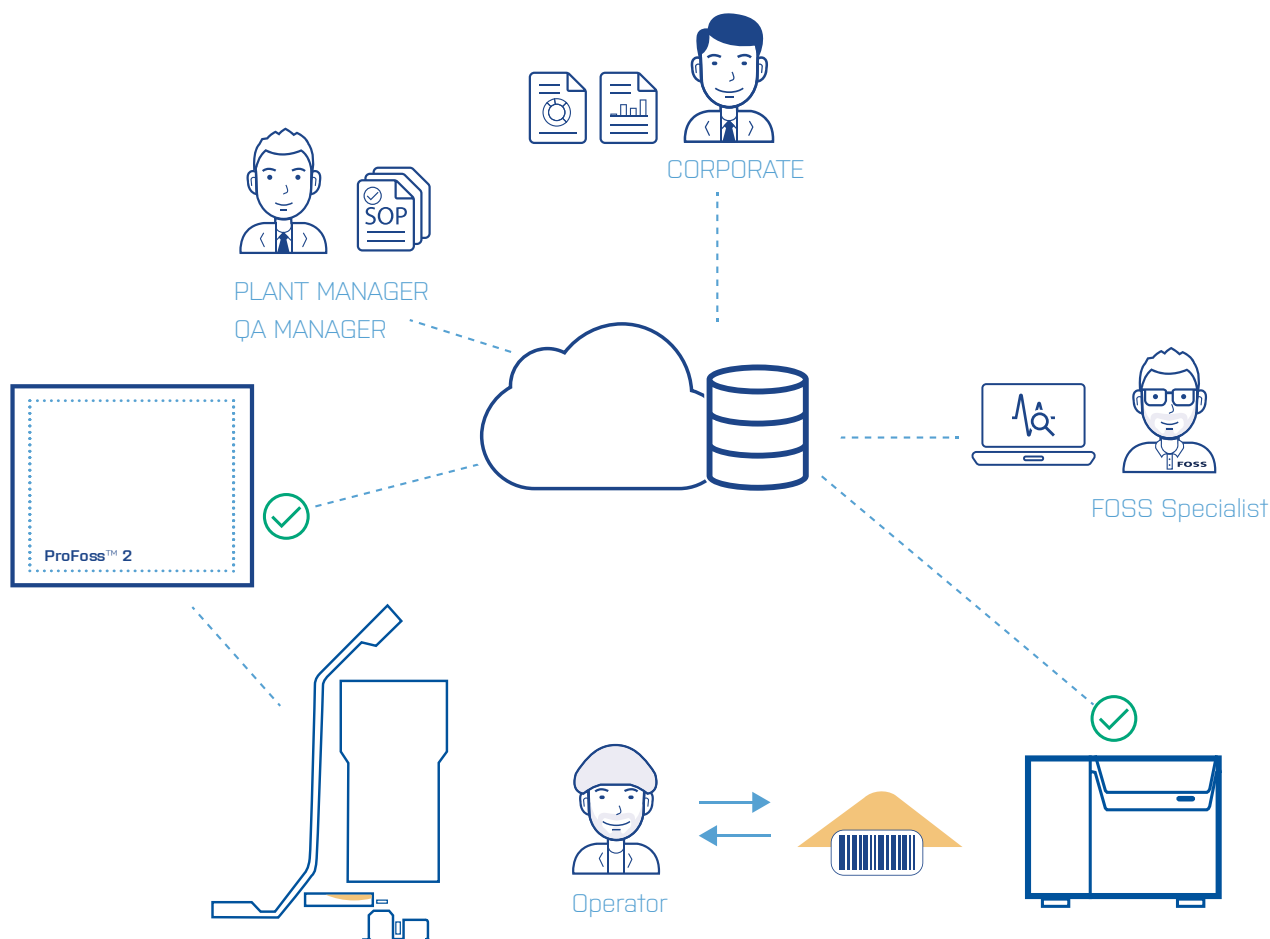 CORPORATE
SOP
PLANT MANAGER
QA MANAGER
FOSS
FOSS Specialist
ProFoss™ 2
Operator